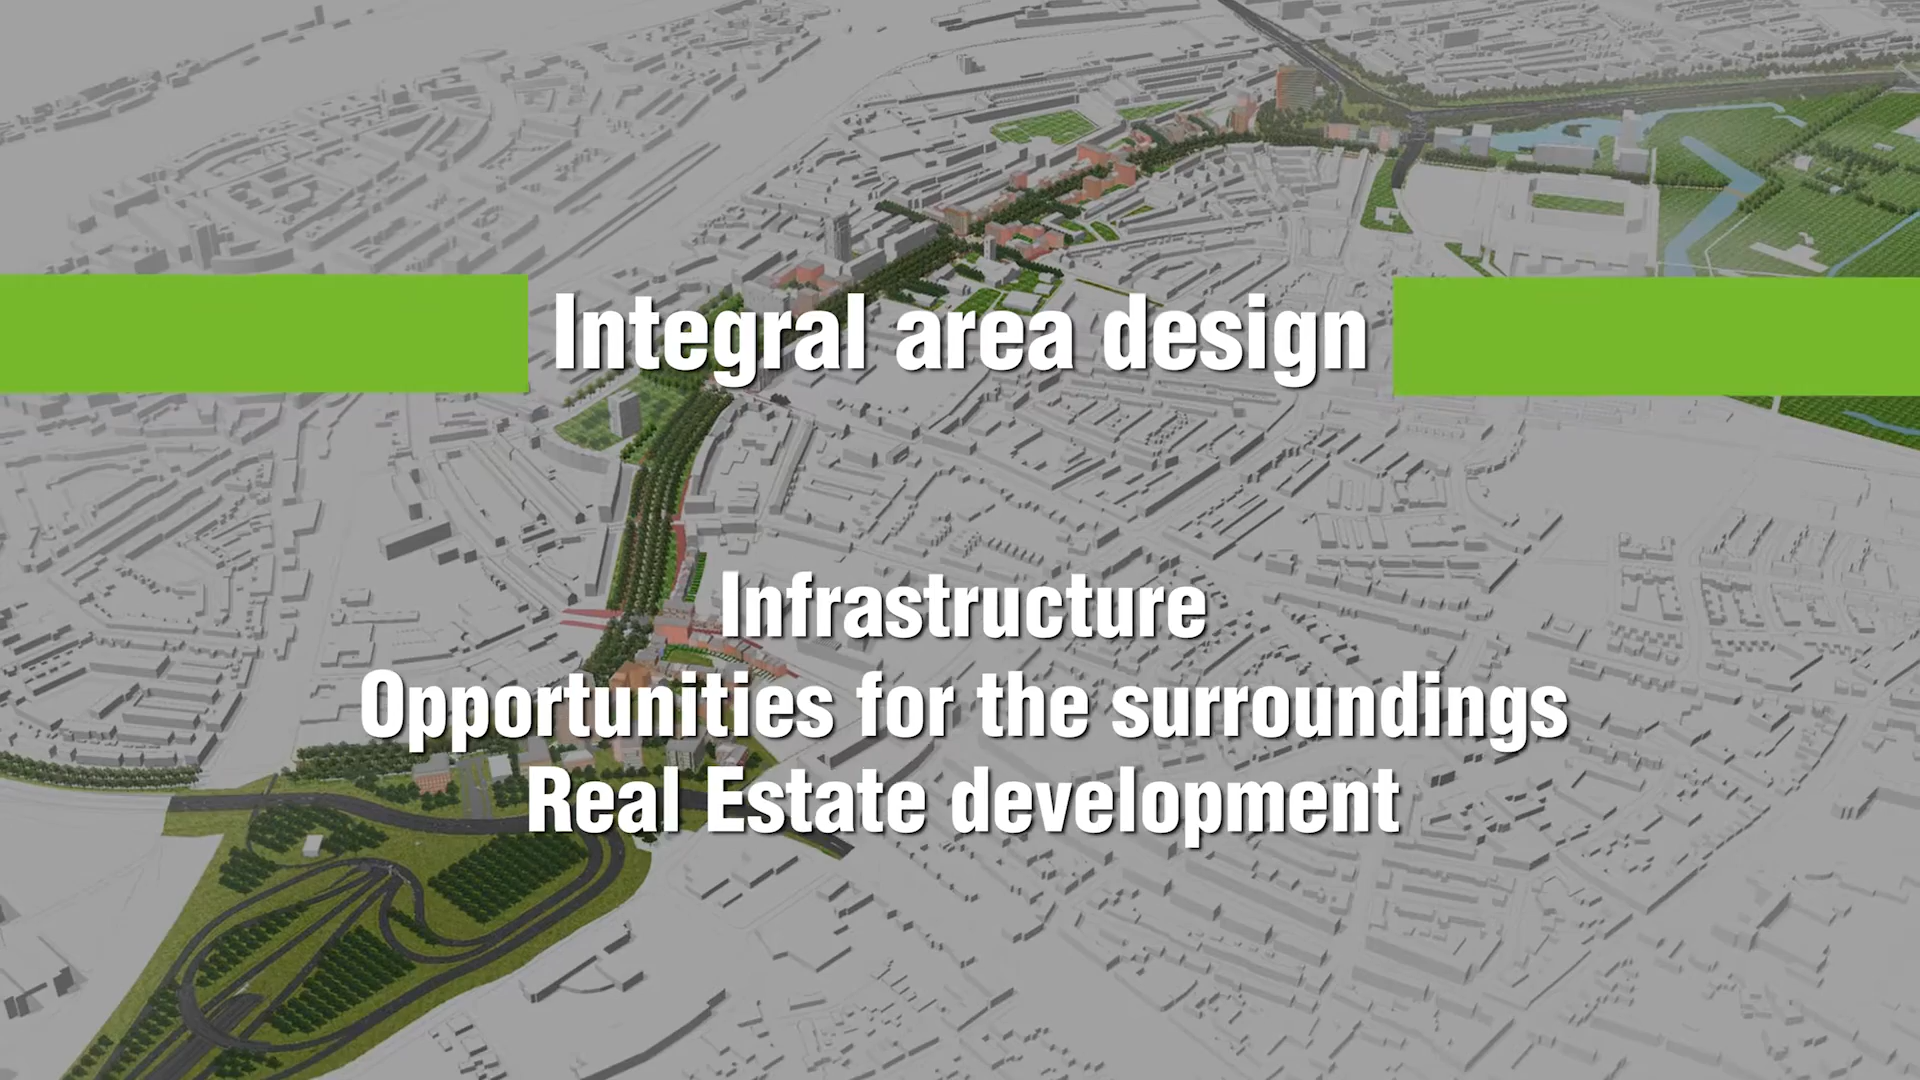 Integral area design
Infrastructure
Opportunities for the surroundings
Real Estate development